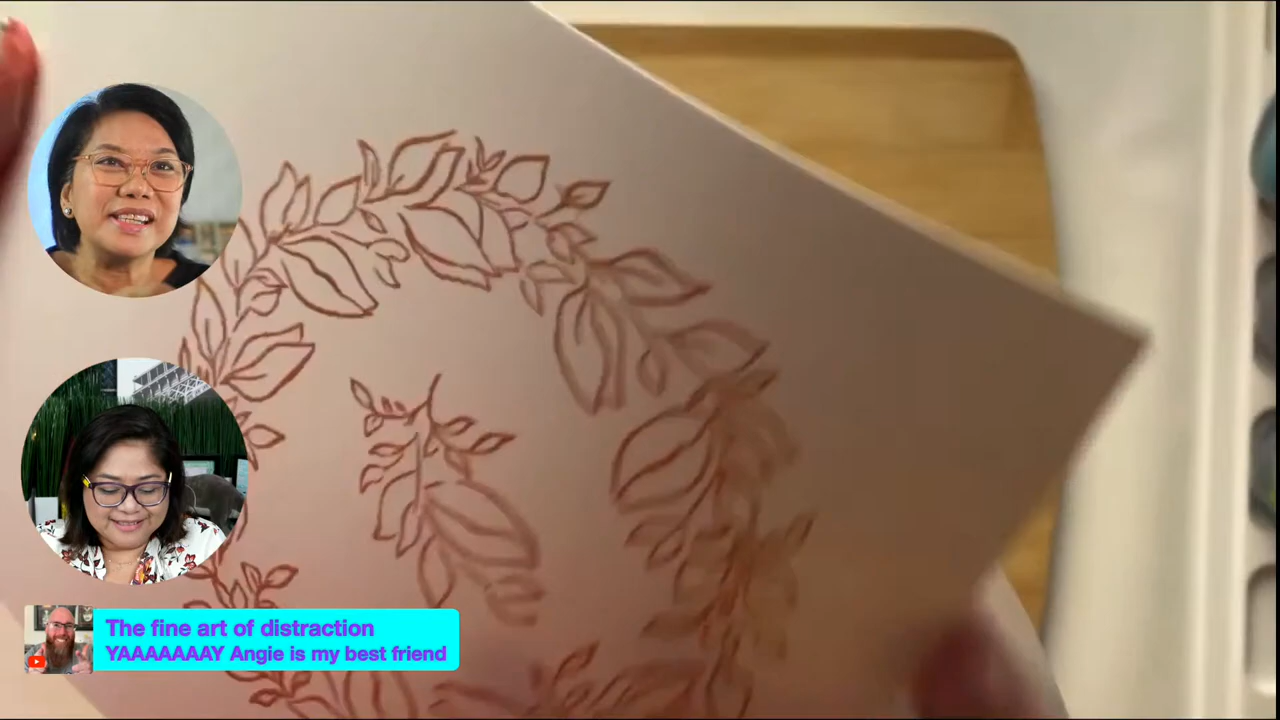 The fine art of distraction
YAAAAAAAY Angie is my best friend